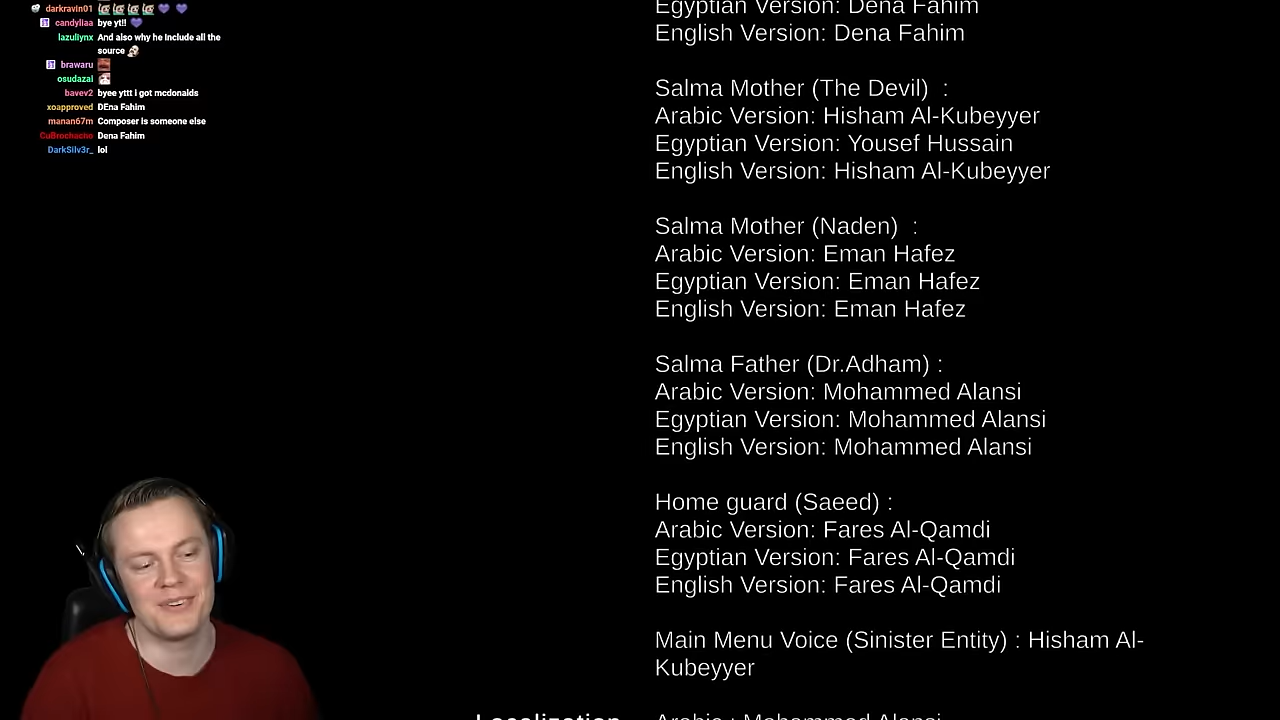 darkravin01
candyliaa bye yt!!
lazuliynx And also why he include all the
source
brawaru
osudazai
bavev2 byee yttt i got mcdonalds
xoapproved DEna Fahim
manan67m Composer is someone else
CuBrochacho Dena Fahim
DarkSilv3r_ lol
Egyptian Version: Dena Fahim
English Version: Dena Fahim
Salma Mother (The Devil) :
Arabic Version: Hisham Al-Kubeyyer
Egyptian Version: Yousef Hussain
English Version: Hisham Al-Kubeyyer
Salma Mother (Naden) :
Arabic Version: Eman Hafez
Egyptian Version: Eman Hafez
English Version: Eman Hafez
Salma Father (Dr.Adham) :
Arabic Version: Mohammed Alansi
Egyptian Version: Mohammed Alansi
English Version: Mohammed Alansi
Home guard (Saeed) :
Arabic Version: Fares Al-Qamdi
Egyptian Version: Fares Al-Qamdi
English Version: Fares Al-Qamdi
Main Menu Voice (Sinister Entity) : Hisham Al-
Kubeyyer
Localization Arabic : Mohammed Alansi